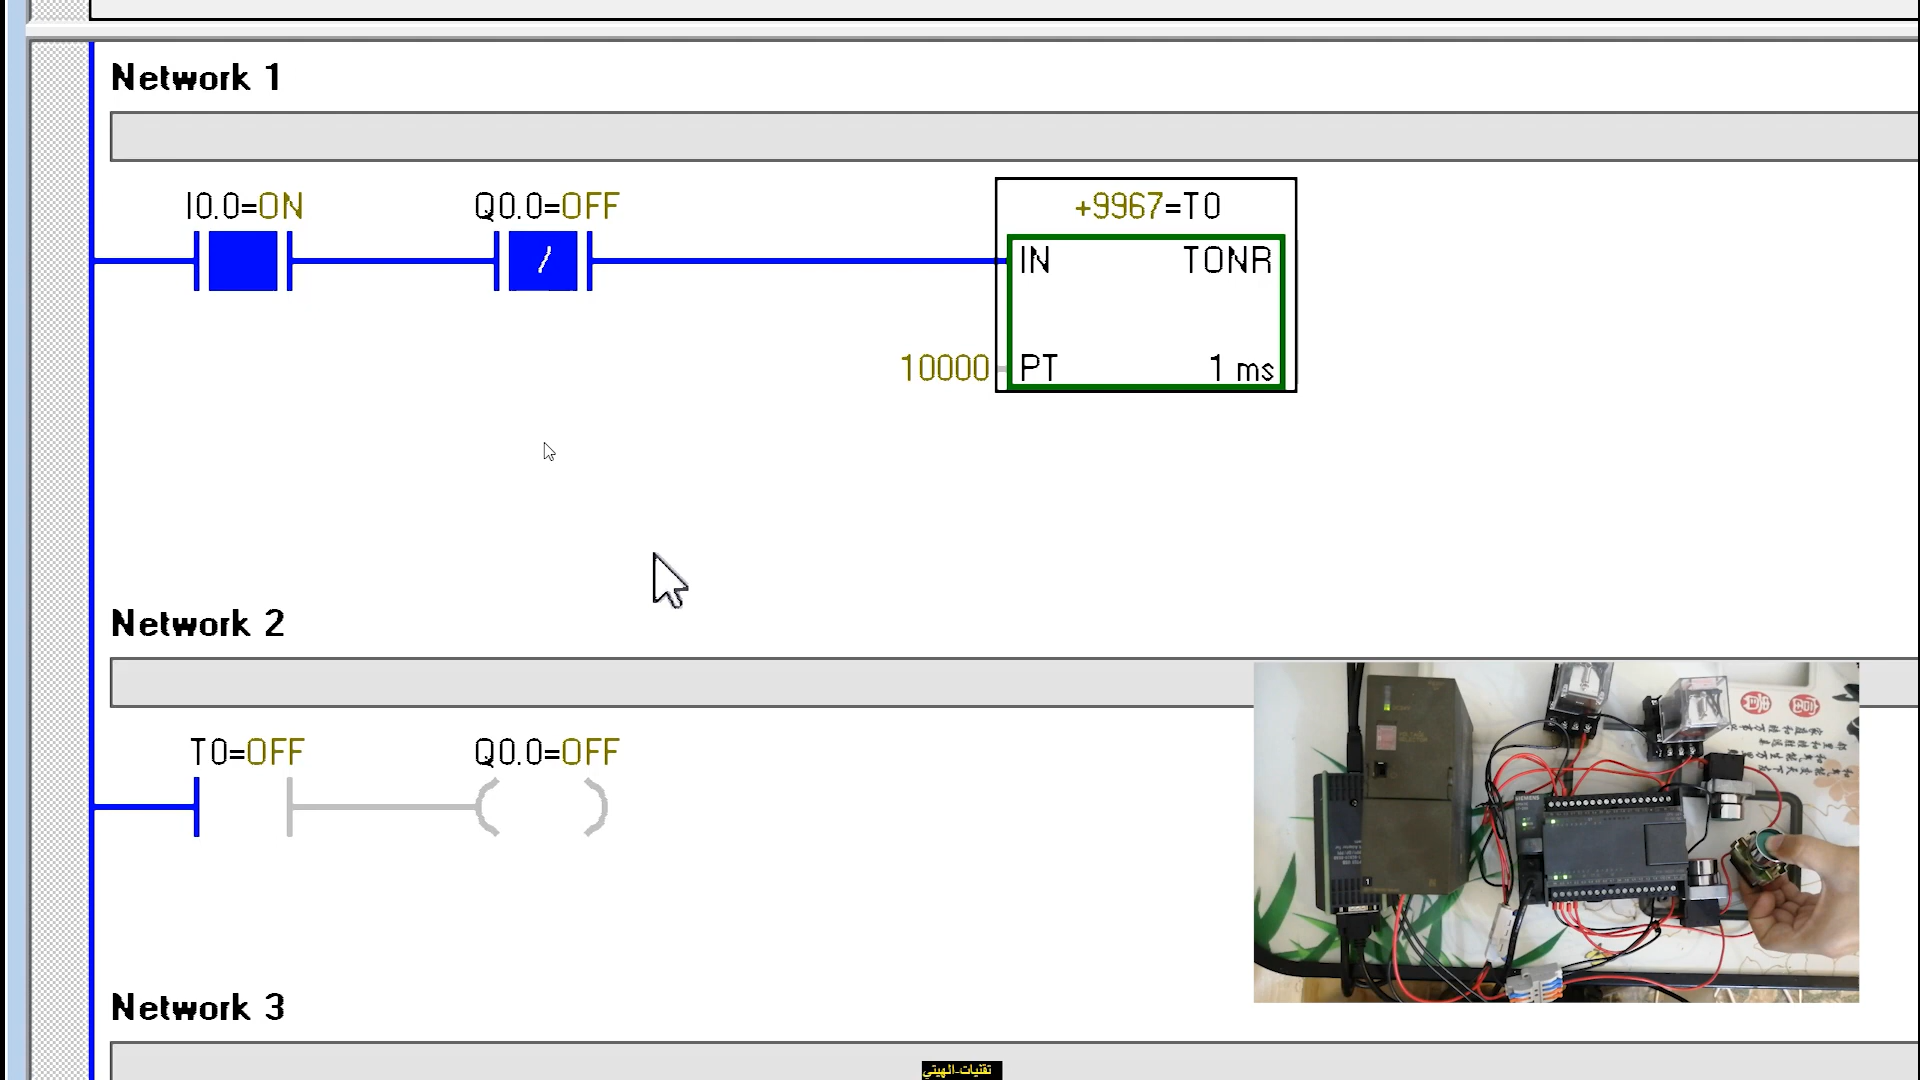 Network 1
I0.0=ON
Q0.0=OFF
+9967=T0
IN TONR
10000 PT 1 ms
Network 2
T0=OFF
Q0.0=OFF
SIEMENS
Network 3
تقنيات-الهيتي